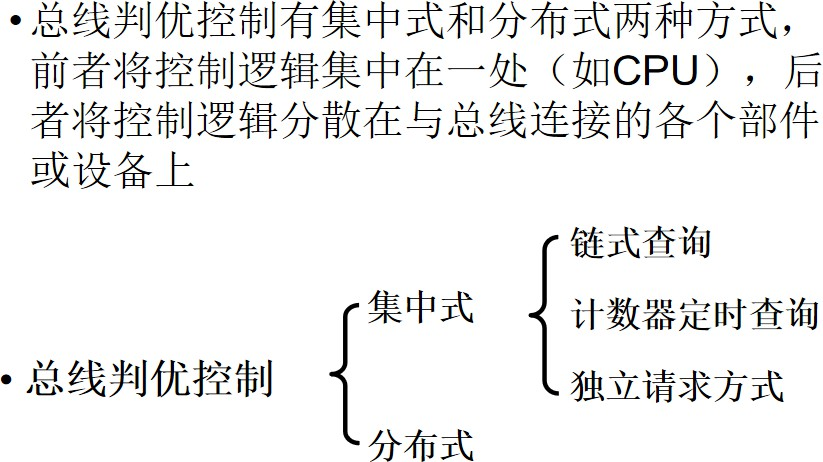 •总线判优控制有集中式和分布式两种方式，
前者将控制逻辑集中在一处（如CPU），后
者将控制逻辑分散在与总线连接的各个部件
或设备上
链式查询
集中式
计数器定时查询
• 总线判优控制
独立请求方式
分布式